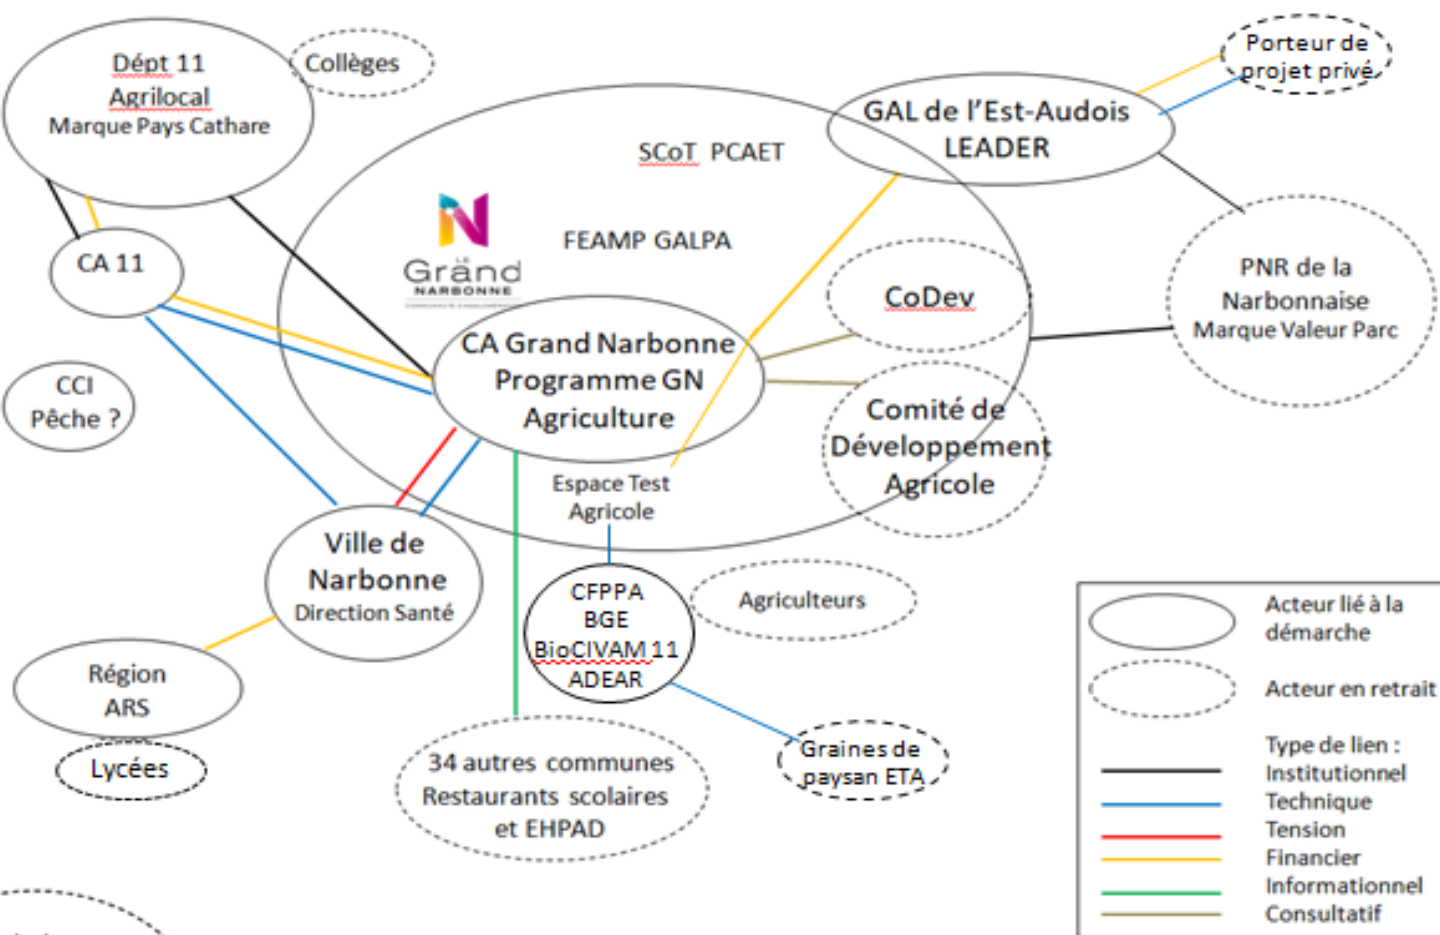 Dépt 11
Agrilocal
Marque Pays Cathare
Collèges
Porteur de
projet privé
GAL de l'Est-Audois
LEADER
SCoT PCAET
FEAMP GALPA
LE
Grand
NARBONNE
CA 11
PNR de la
Narbonnaise
Marque Valeur Parc
CoDev
CA Grand Narbonne
Programme GN
Agriculture
CCI
Pêche ?
Comité de
Développement
Agricole
Espace Test
Agricole
Ville de
Narbonne
Direction Santé
CFPPA
BGE
BioCIVAM 11
ADEAR
Agriculteurs
Région
ARS
Lycées
34 autres communes
Restaurants scolaires
et EHPAD
Graines de
paysan ETA
Acteur lié à la
démarche
Acteur en retrait
Type de lien :
Institutionnel
Technique
Tension
Financier
Informationnel
Consultatif